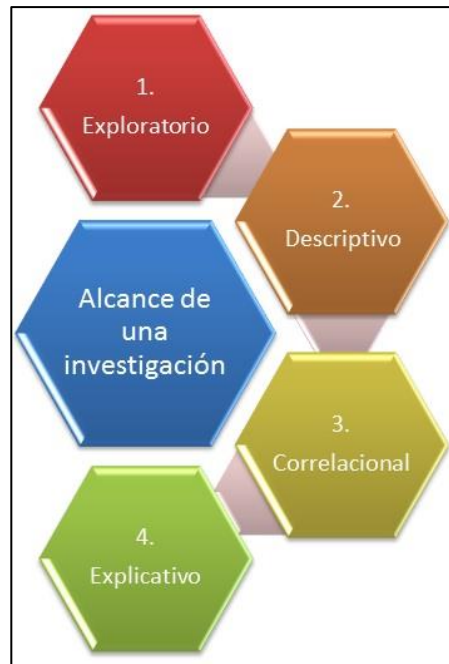 1.
Exploratorio
2.
Descriptivo
Alcance de
una
investigación
3.
Correlacional
4.
Explicativo